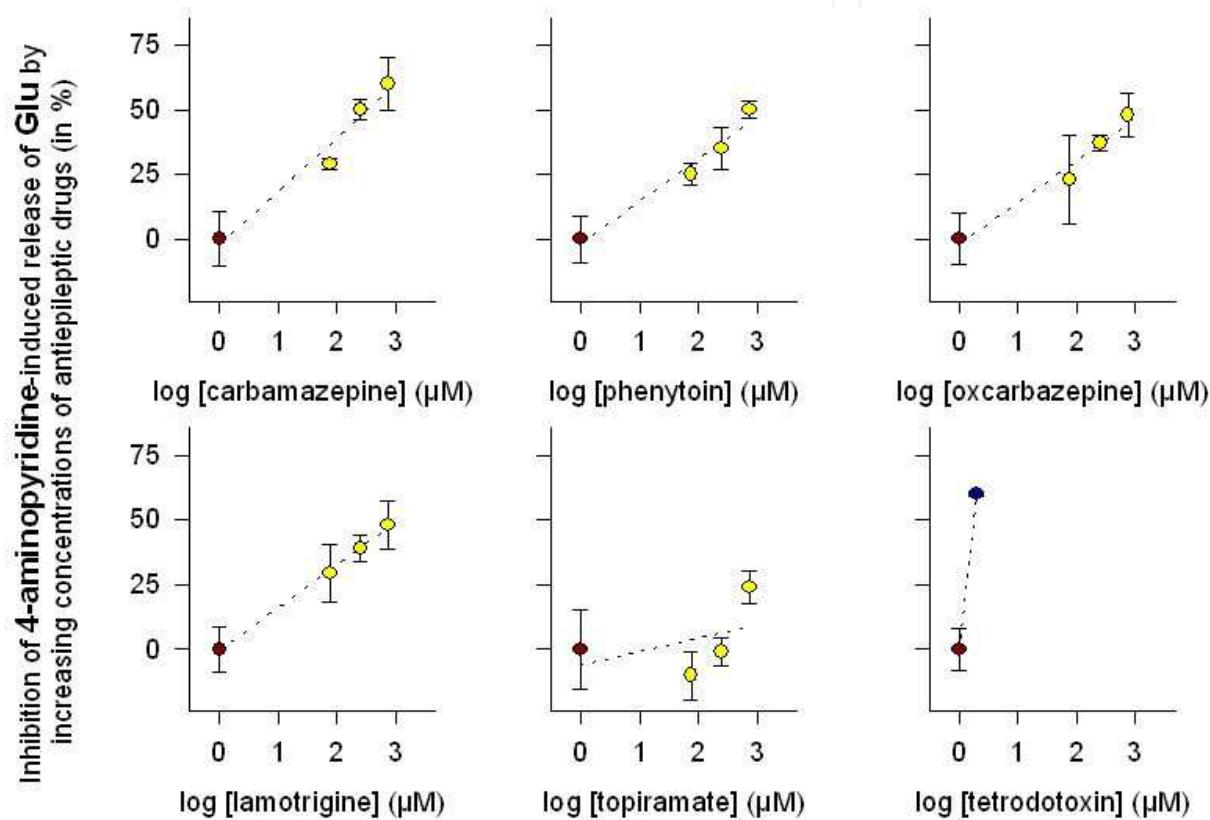 Inhibition of 4-aminopyridine-induced release of Glu by
increasing concentrations of antiepileptic drugs (in %)
75
50
25
0
0 1 2 3
log [carbamazepine] (µM)
0 1 2 3
log [phenytoin] (µM)
0 1 2 3
log [oxcarbazepine] (µM)
75
50
25
0
0 1 2 3
log [lamotrigine] (µM)
0 1 2 3
log [topiramate] (µM)
0 1 2 3
log [tetrodotoxin] (µM)